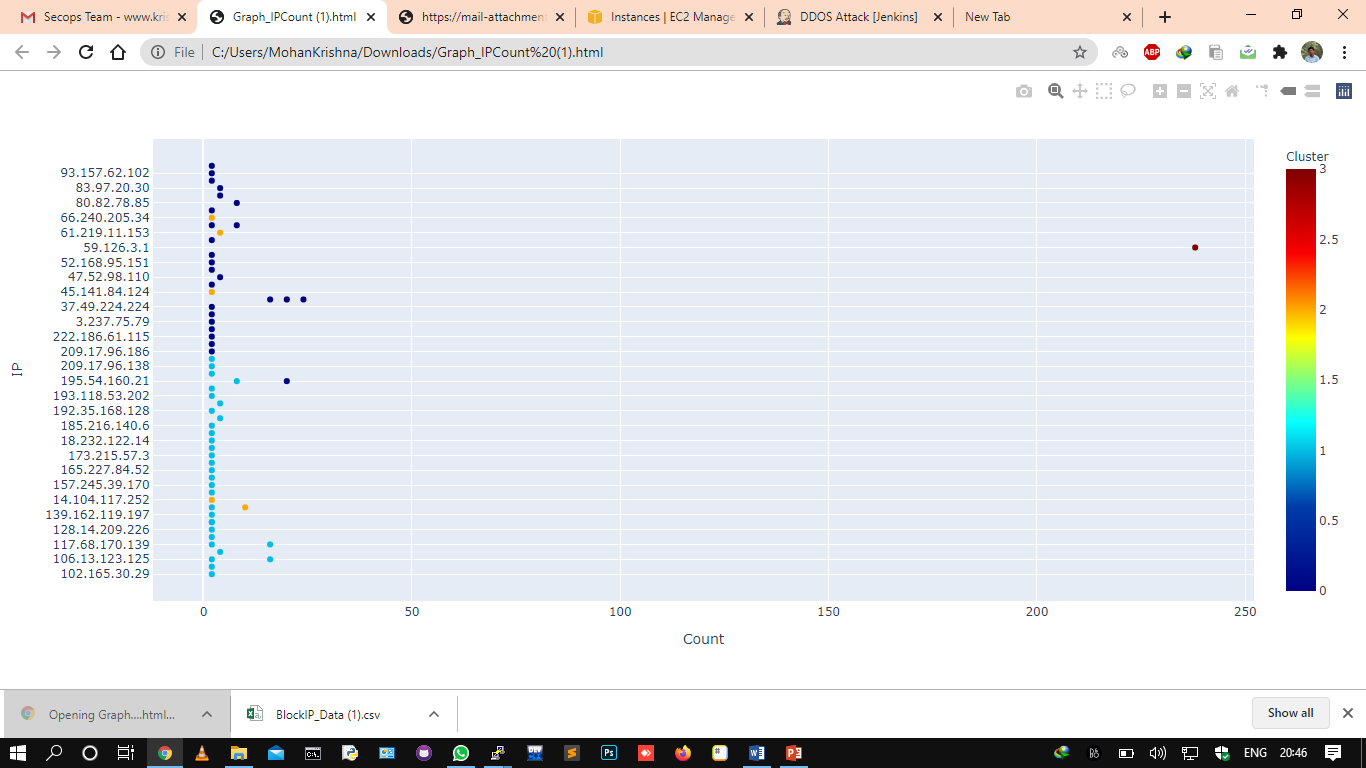 Secops Team - www.kris
Graph_IPCount (1).html
https://mail-attachment
Instances | EC2 Manage
DDOS Attack [Jenkins]
New Tab
File
C:/Users/MohanKrishna/Downloads/Graph_IPCount%20(1).html
ABP
93.157.62.102
83.97.20.30
80.82.78.85
66.240.205.34
61.219.11.153
59.126.3.1
52.168.95.151
47.52.98.110
45.141.84.124
37.49.224.224
3.237.75.79
222.186.61.115
209.17.96.186
209.17.96.138
195.54.160.21
193.118.53.202
192.35.168.128
185.216.140.6
18.232.122.14
173.215.57.3
165.227.84.52
157.245.39.170
14.104.117.252
139.162.119.197
128.14.209.226
117.68.170.139
106.13.123.125
102.165.30.29
IP
0 50 100 150 200 250
Count
Cluster
3
2.5
2
1.5
1
0.5
0
Opening Graph....html...
BlockIP_Data (1).csv
Show all
Ps
ENG
20:46